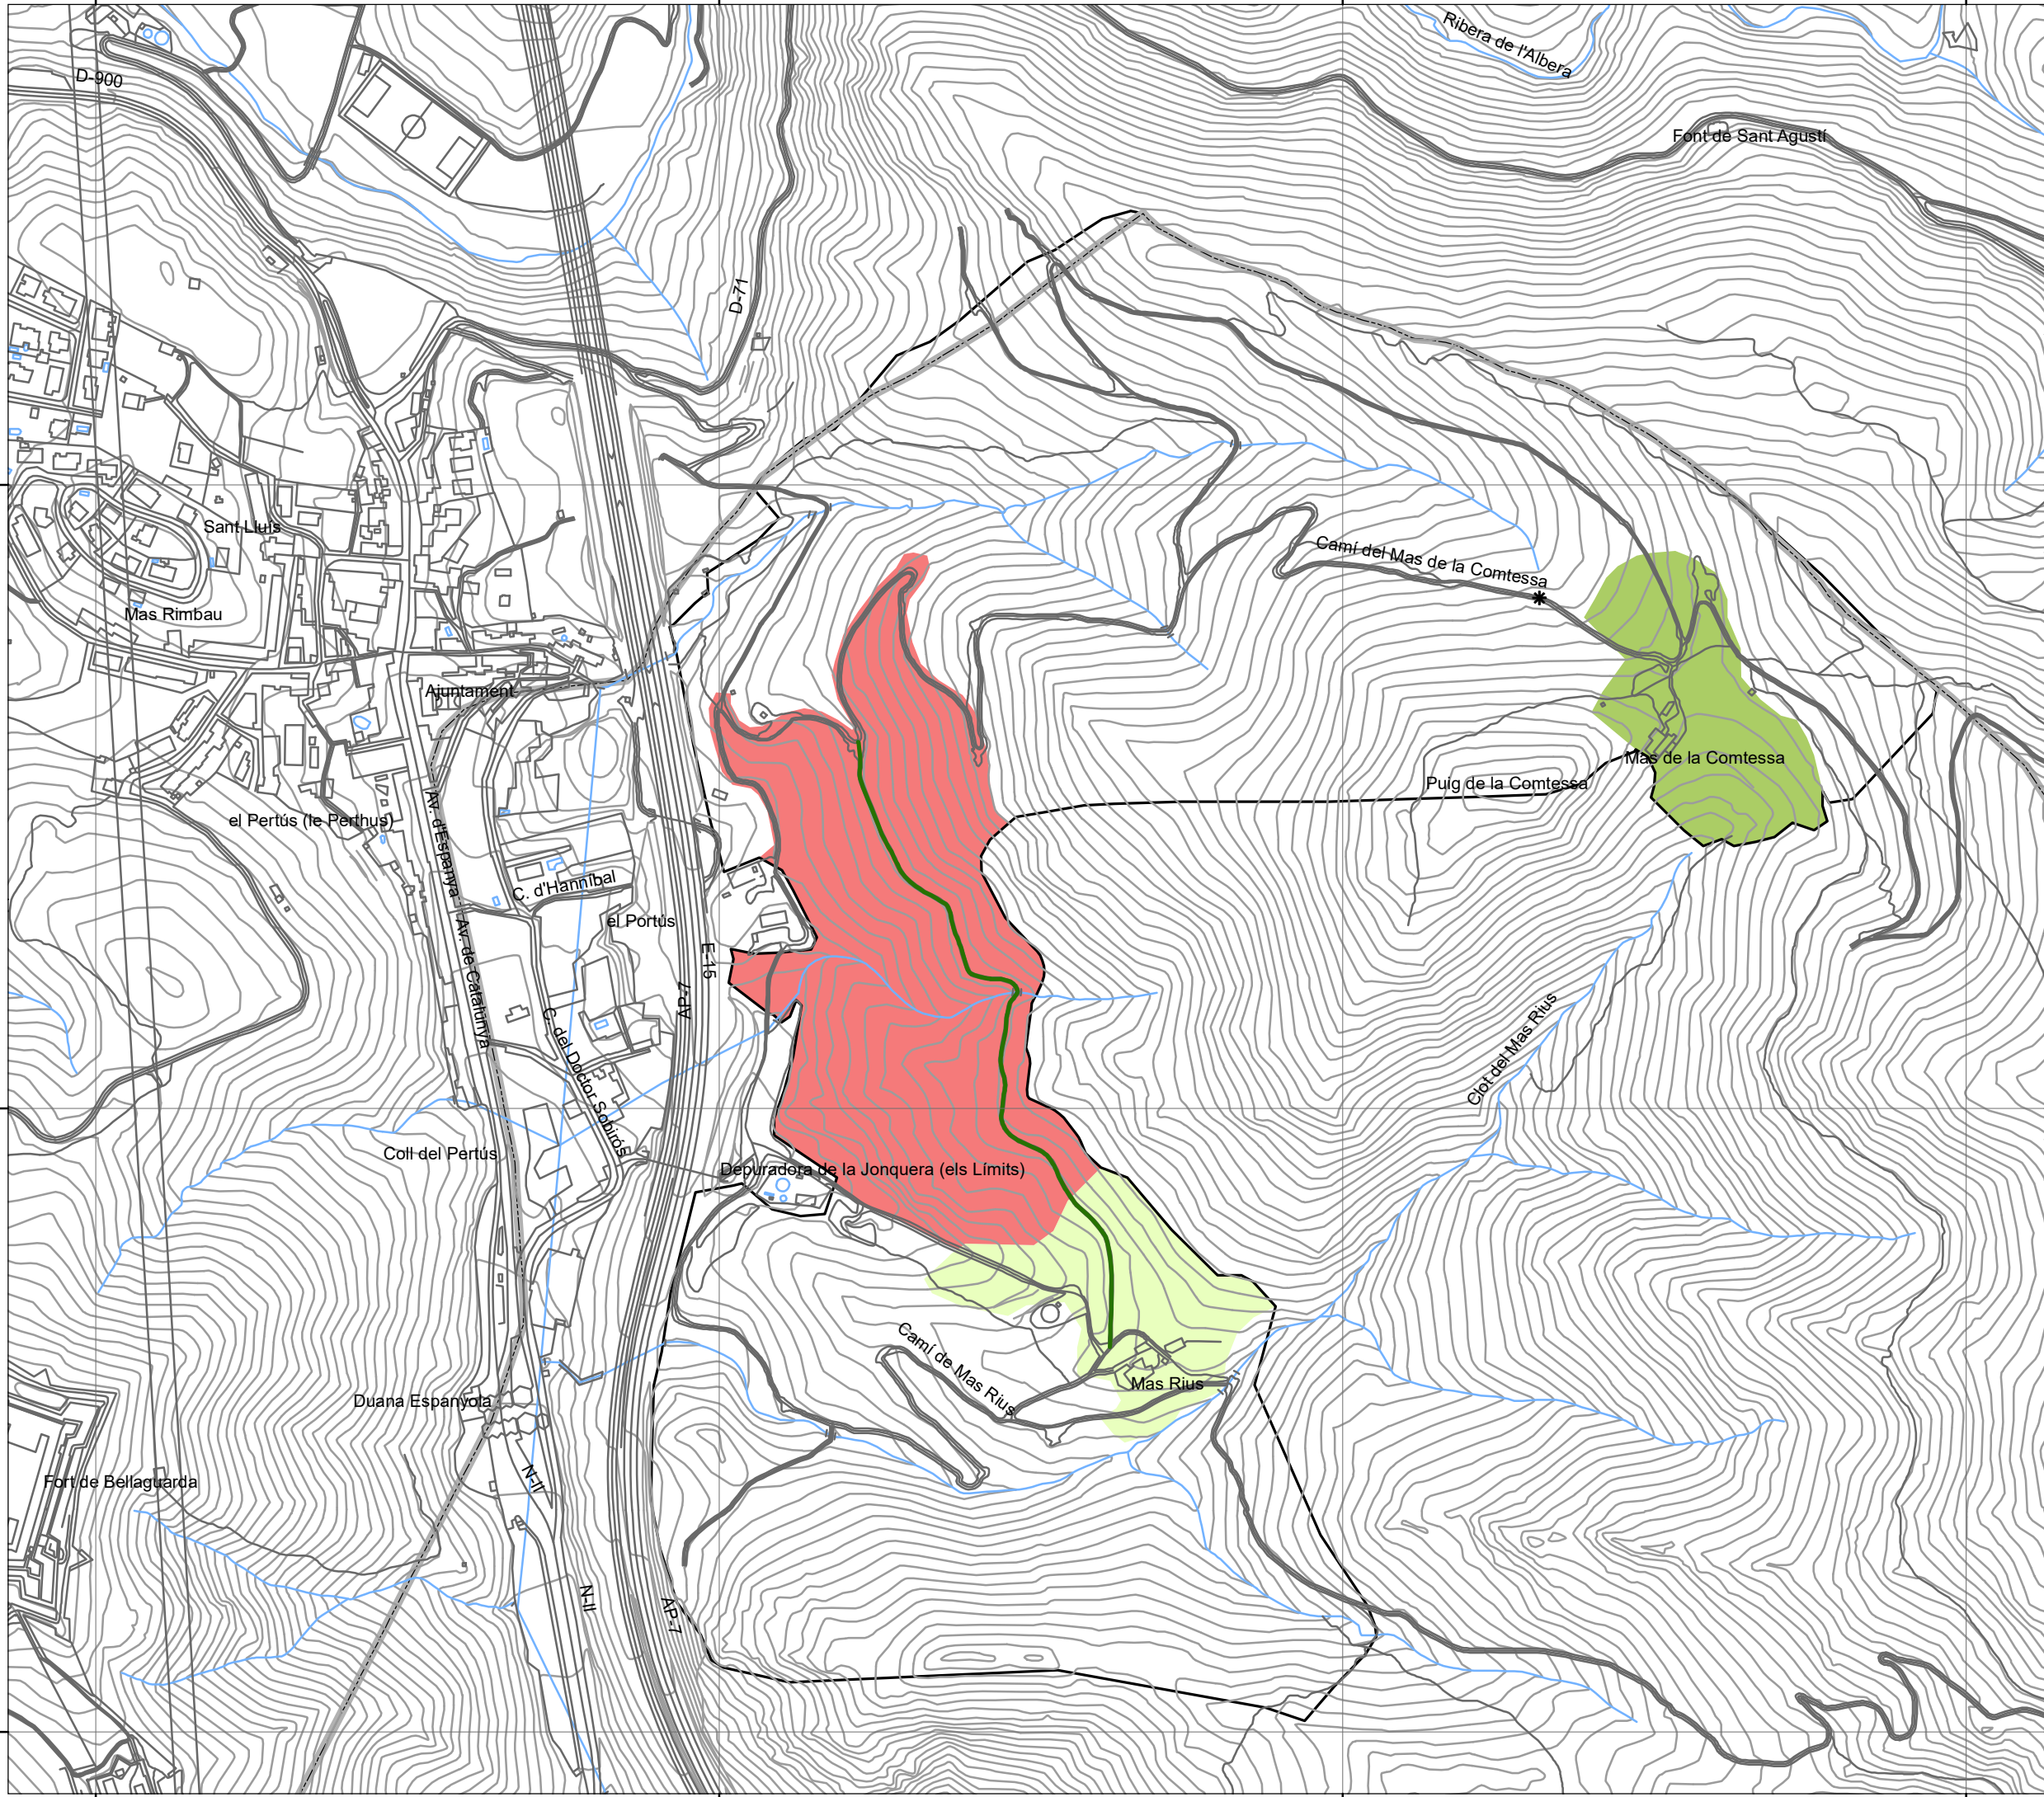 Ribera de l'Albera
D-900
Font de Sant Agustí
D-71
Sant Lluís
Camí del Mas de la Comtessa
Mas Rimbau
Ajuntament
Mas de la Comtessa
Puig de la Comtessa
el Pertús (le Perthus)
Av. d'Espanya - Av. de Catalunya
C. d'Hanníbal
el Portús
E-15
AP-7
C. del Doctor Sobirós
Clot del Mas Rius
Coll del Pertús
Depuradora de la Jonquera (els Límits)
Camí de Mas Rius
Mas Rius
Duana Espanyola
Fort de Bellaguarda
N-II
N-II
AP-7